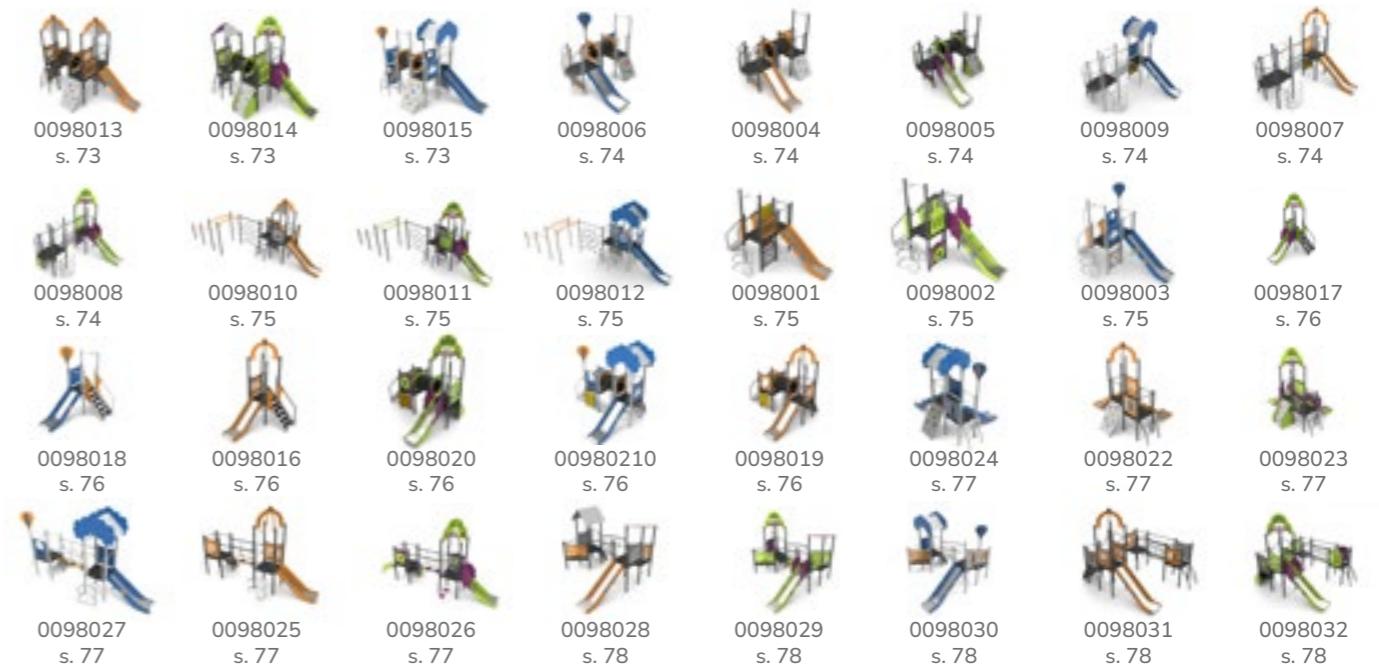 0098013 0098014 0098015 0098006 0098004 0098005 0098009 0098007
s. 73 s. 73 s. 73 s. 74 s. 74 s. 74 s. 74 s. 74
0098008 0098010 0098011 0098012 0098001 0098002 0098003 0098017
s. 74 s. 75 s. 75 s. 75 s. 75 s. 75 s. 75 s. 76
0098018 0098016 0098020 00980210 0098019 0098024 0098022 0098023
s. 76 s. 76 s. 76 s. 76 s. 76 s. 77 s. 77 s. 77
0098027 0098025 0098026 0098028 0098029 0098030 0098031 0098032
s. 77 s. 77 s. 77 s. 78 s. 78 s. 78 s. 78 s. 78